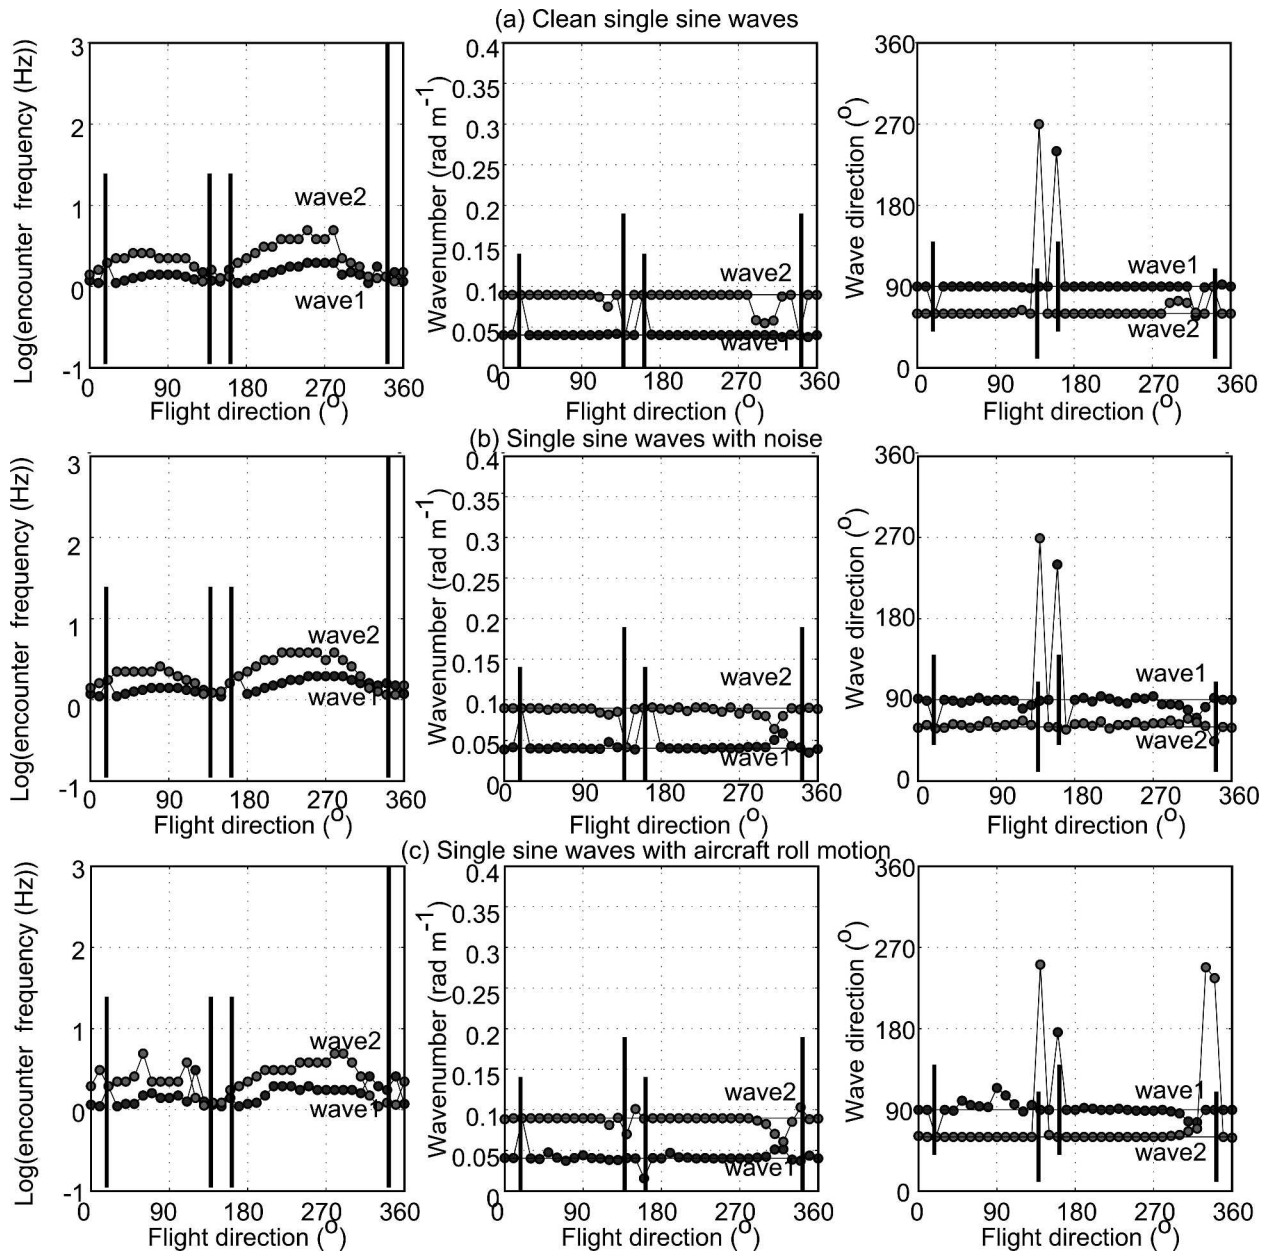 (a) Clean single sine waves
Log(encounter frequency (Hz))
3
2
1
0
-1
wave2
wave1
0 90 180 270 360
Flight direction (o)
Wavenumber (rad m-1)
0.4
0.35
0.3
0.25
0.2
0.15
0.1
0.05
0
wave2
wave1
0 90 180 270 360
Flight direction (o)
Wave direction (o)
360
270
180
90
0
wave1
wave2
0 90 180 270 360
Flight direction (o)
(b) Single sine waves with noise
Log(encounter frequency (Hz))
3
2
1
0
-1
wave2
wave1
0 90 180 270 360
Flight direction (o)
Wavenumber (rad m-1)
0.4
0.35
0.3
0.25
0.2
0.15
0.1
0.05
0
wave2
wave1
0 90 180 270 360
Flight direction (o)
Wave direction (o)
360
270
180
90
0
wave1
wave2
0 90 180 270 360
Flight direction (o)
(c) Single sine waves with aircraft roll motion
Log(encounter frequency (Hz))
3
2
1
0
-1
wave2
wave1
0 90 180 270 360
Flight direction (o)
Wavenumber (rad m-1)
0.4
0.35
0.3
0.25
0.2
0.15
0.1
0.05
0
wave2
wave1
0 90 180 270 360
Flight direction (o)
Wave direction (o)
360
270
180
90
0
wave1
wave2
0 90 180 270 360
Flight direction (o)